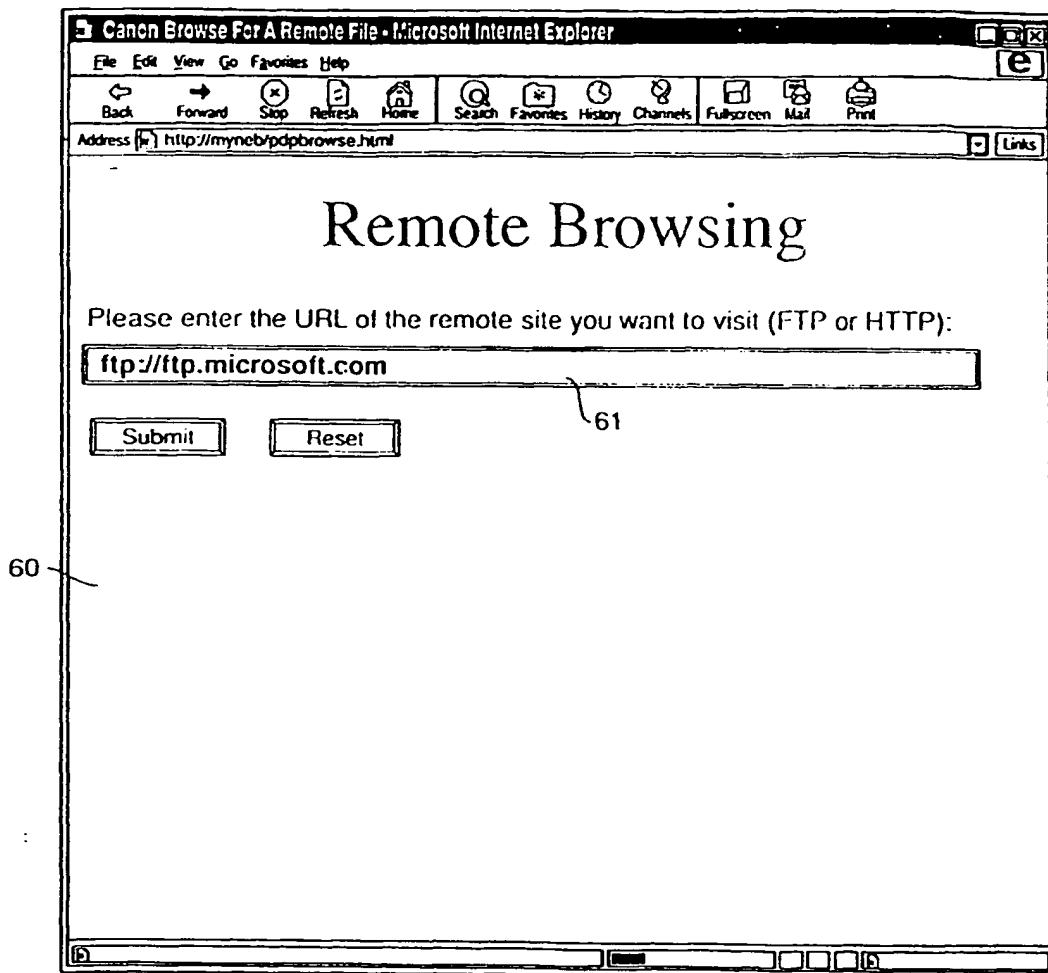 Canon Browse For A Remote File - Microsoft Internet Explorer
File Edit View Go Favorites Help
e
Back Forward Stop Refresh Home Search Favorites History Channels Fullscreen Mail Print
Address http://myneb/pdpbrowse.html Links
Remote Browsing
Please enter the URL of the remote site you want to visit (FTP or HTTP):
ftp://ftp.microsoft.com
61
Submit Reset
60